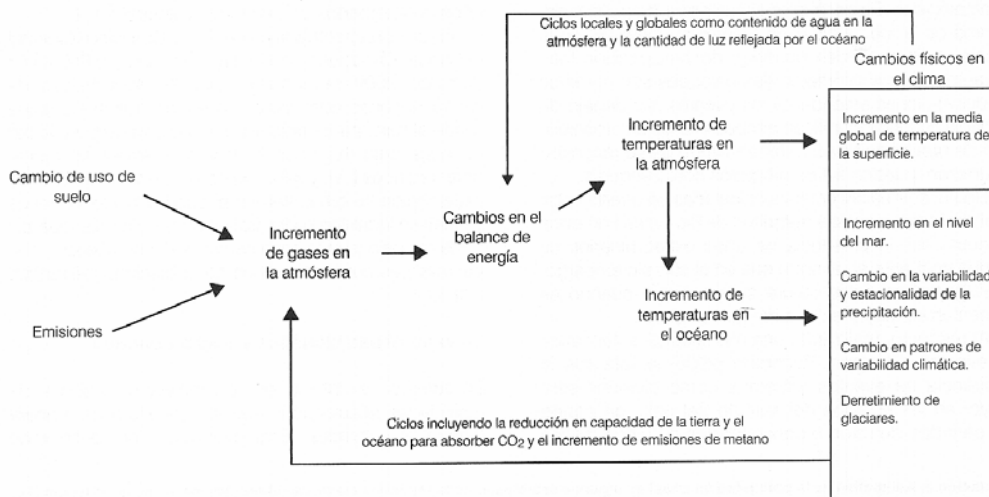 Ciclos locales y globales como contenido de agua en la
atmósfera y la cantidad de luz reflejada por el océano
Cambios físicos en
el clima
Incremento de
temperaturas en
la atmósfera
Incremento en la media
global de temperatura de
la superficie.
Cambio de uso de
suelo
Incremento
de gases en
la atmósfera
Cambios en el
balance de
energía
Incremento en el nivel
del mar.
Cambio en la variabilidad
y estacionalidad de la
precipitación.
Incremento de
temperaturas en
el océano
Emisiones
Cambio en patrones de
variabilidad climática.
Derretimiento de
glaciares.
Ciclos incluyendo la reducción en capacidad de la tierra y el
océano para absorber CO₂ y el incremento de emisiones de metano